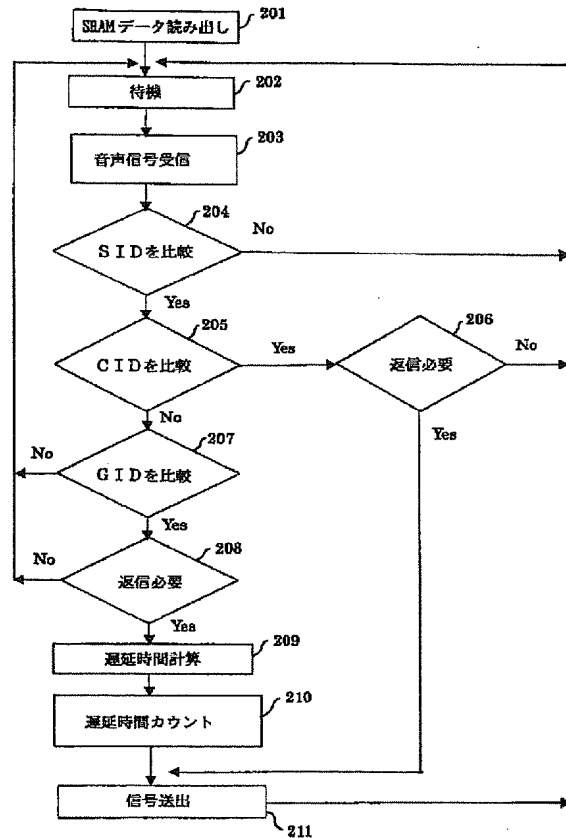 SRAMデータ読み出し
201
待機
202
音声信号受信
203
204
SIDを比較
No
Yes
205
206
CIDを比較
Yes
返信必要
No
No
207
Yes
No
GIDを比較
Yes
208
No
返信必要
Yes
遅延時間計算
209
210
遅延時間カウント
信号送出
211